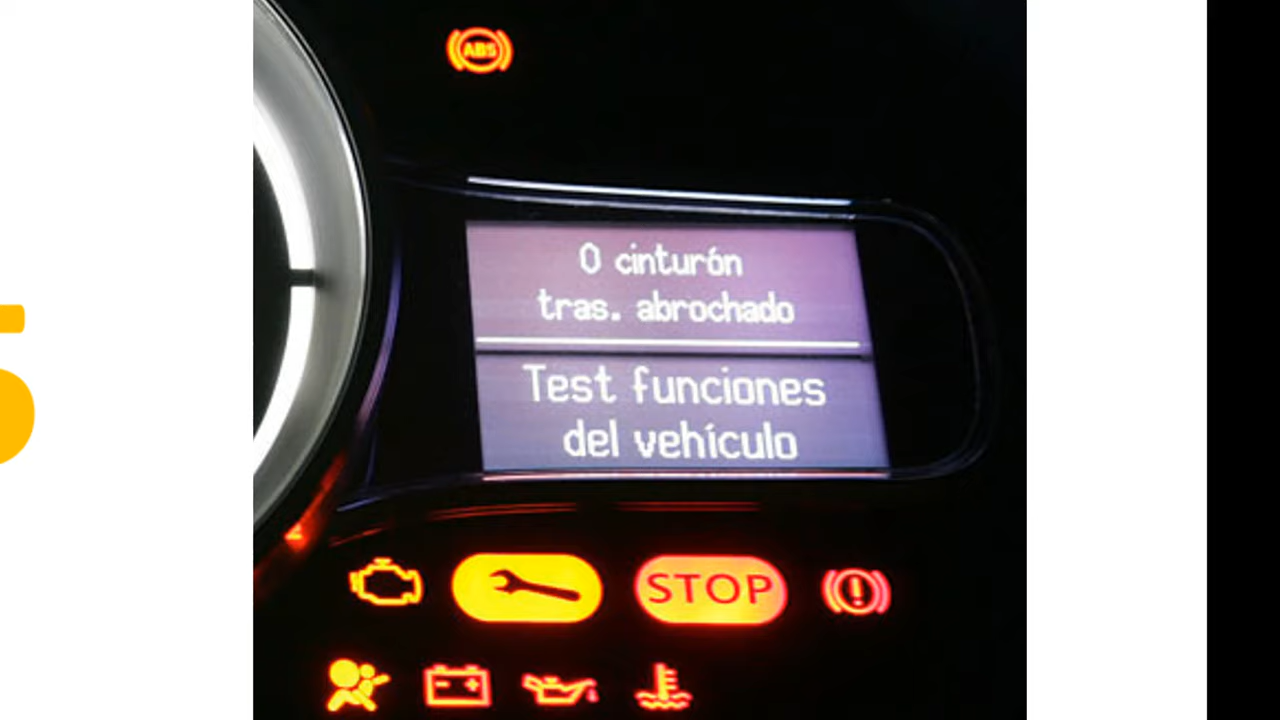 ABS
0 cinturón
tras. abrochado
Test funciones
del vehículo
STOP